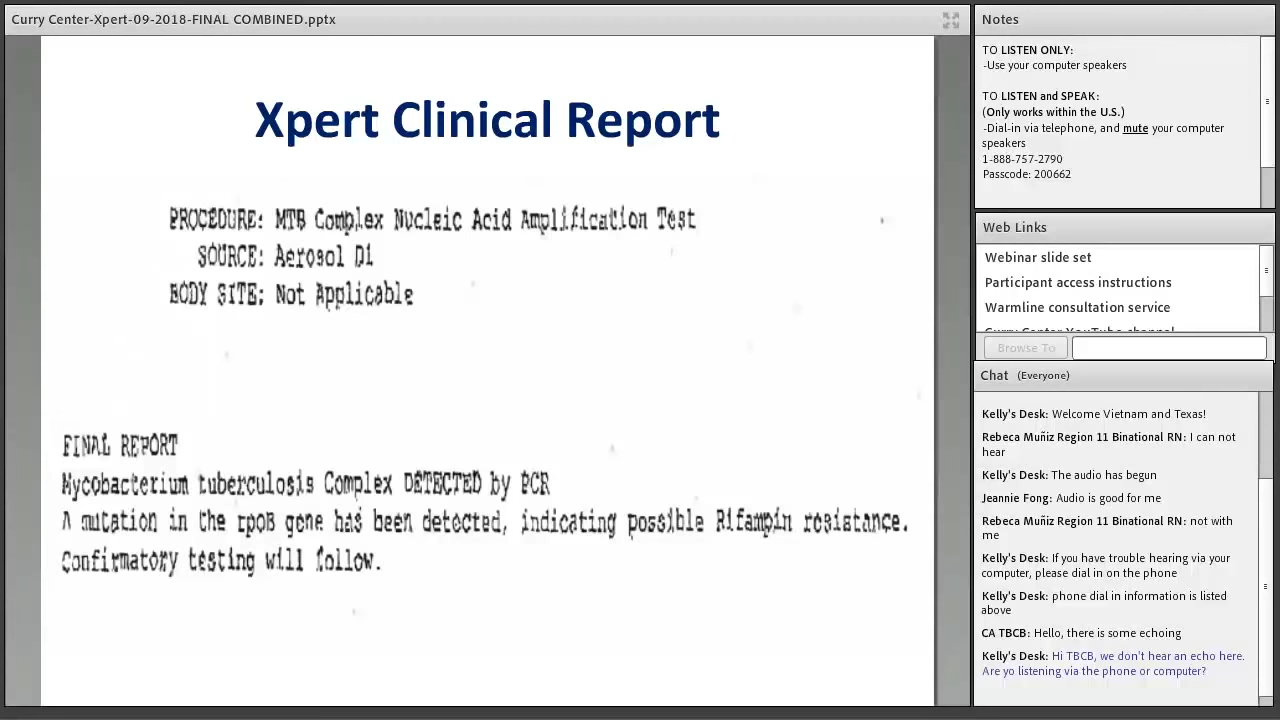 Curry Center-Xpert-09-2018-FINAL COMBINED.pptx
Xpert Clinical Report
PROCEDURE: MTB Complex Nucleic Acid Amplification Test
SOURCE: Aerosol D1
BODY SITE: Not Applicable
FINAL REPORT
Mycobacterium tuberculosis Complex DETECTED by PCR
A mutation in the rpoB gene has been detected, indicating possible Rifampin resistance.
Confirmatory testing will follow.
Notes
TO LISTEN ONLY:
-Use your computer speakers
TO LISTEN and SPEAK:
(Only works within the U.S.)
-Dial-in via telephone, and mute your computer
speakers
1-888-757-2790
Passcode: 200662
Web Links
Webinar slide set
Participant access instructions
Warmline consultation service
Curry Center YouTube channel
Browse To
Chat (Everyone)
Kelly's Desk: Welcome Vietnam and Texas!
Rebeca Muñiz Region 11 Binational RN: I can not
hear
Kelly's Desk: The audio has begun
Jeannie Fong: Audio is good for me
Rebeca Muñiz Region 11 Binational RN: not with
me
Kelly's Desk: If you have trouble hearing via your
computer, please dial in on the phone
Kelly's Desk: phone dial in information is listed
above
CA TBCB: Hello, there is some echoing
Kelly's Desk: Hi TBCB, we don't hear an echo here.
Are yo listening via the phone or computer?